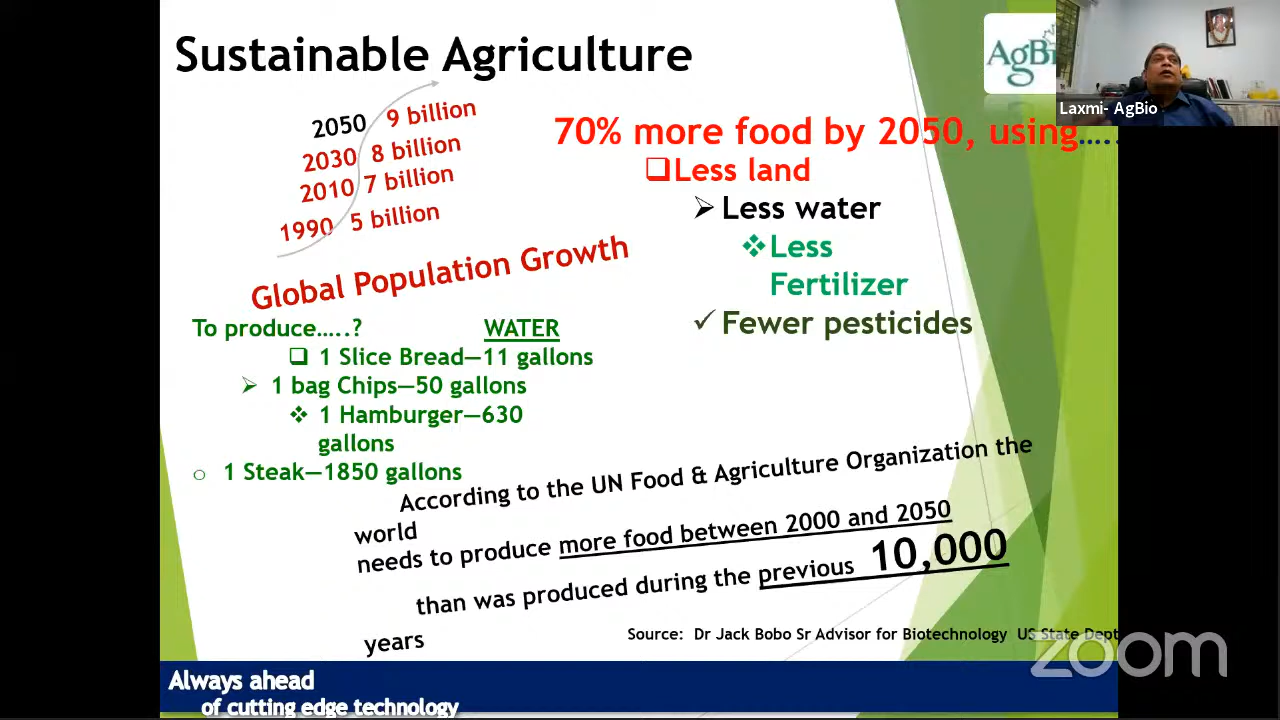 Sustainable Agriculture
AgBi
Laxmi- AgBio
2050 9 billion
2030 8 billion
2010 7 billion
1990 5 billion
Global Population Growth
70% more food by 2050, using.....
❑Less land
➢ Less water
❖Less
Fertilizer
✓ Fewer pesticides
To produce.....? WATER
❑ 1 Slice Bread—11 gallons
➢ 1 bag Chips—50 gallons
❖ 1 Hamburger—630
gallons
○ 1 Steak—1850 gallons
According to the UN Food & Agriculture Organization the
world
needs to produce more food between 2000 and 2050
than was produced during the previous 10,000
years
Source: Dr Jack Bobo Sr Advisor for Biotechnology US State Dept
zoom
Always ahead
of cutting edge technology